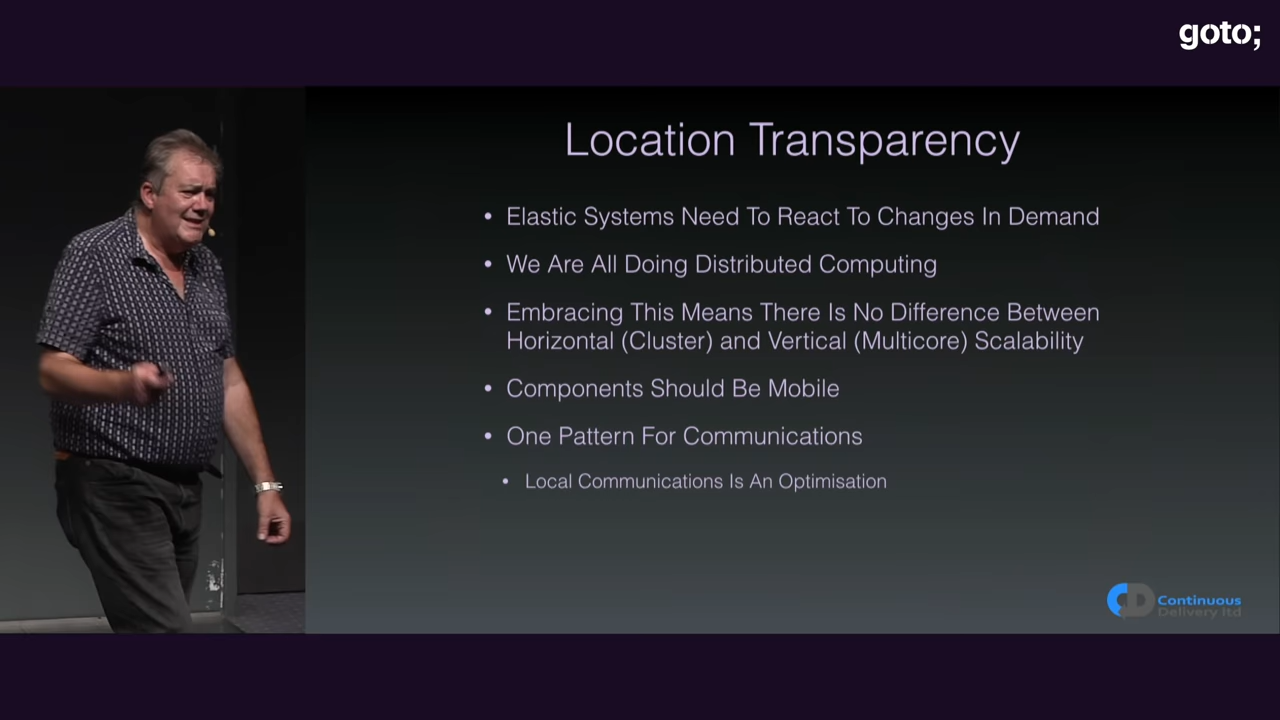 goto;
Location Transparency
• Elastic Systems Need To React To Changes In Demand
• We Are All Doing Distributed Computing
• Embracing This Means There Is No Difference Between
Horizontal (Cluster) and Vertical (Multicore) Scalability
• Components Should Be Mobile
• One Pattern For Communications
• Local Communications Is An Optimisation
CD Continuous
Delivery ltd